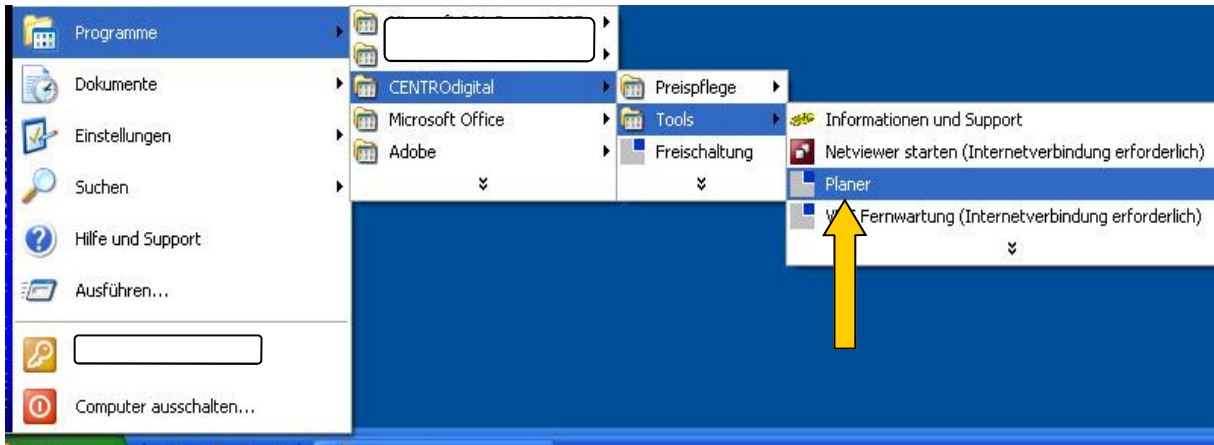 Programme
Dokumente
Einstellungen
Suchen
Hilfe und Support
Ausführen...
Computer ausschalten...
CENTROdigital
Microsoft Office
Adobe
Preispflege
Tools
Freischaltung
Informationen und Support
Netviewer starten (Internetverbindung erforderlich)
Planer
Fernwartung (Internetverbindung erforderlich)